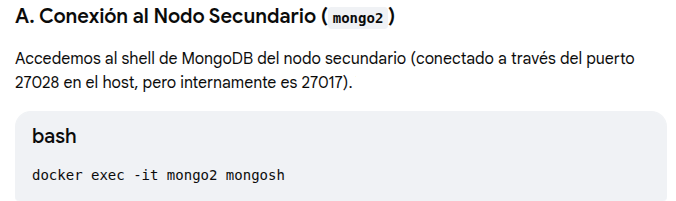 A. Conexión al Nodo Secundario (mongo2)
Accedemos al shell de MongoDB del nodo secundario (conectado a través del puerto
27028 en el host, pero internamente es 27017).
bash
docker exec -it mongo2 mongosh